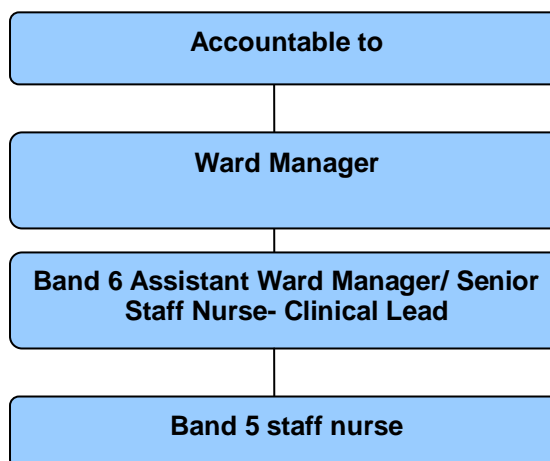 Accountable to
Ward Manager
Band 6 Assistant Ward Manager/ Senior
Staff Nurse- Clinical Lead
Band 5 staff nurse